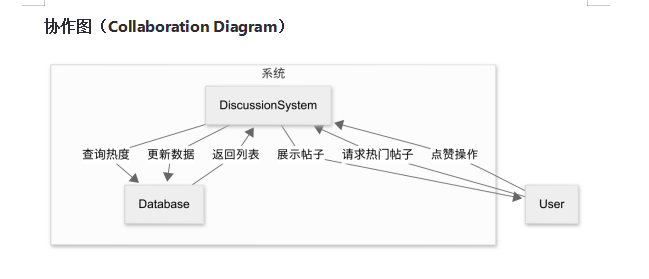 协作图（Collaboration Diagram）
系统
DiscussionSystem
查询热度 更新数据 返回列表 展示帖子 请求热门帖子 点赞操作
Database
User